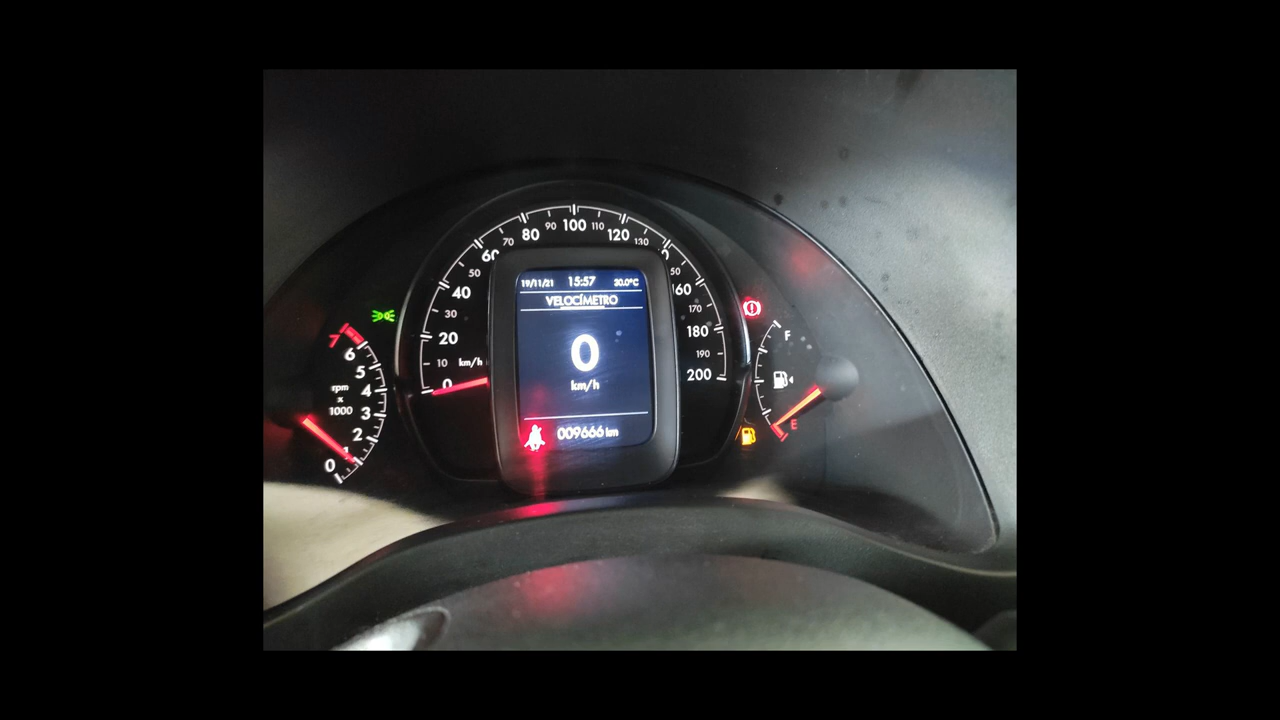 0 10 20 30 40 50 60 70 80 90 100 110 120 130 160 170 180 190 200
km/h
19/11/21 15:57 30.0°C
VELOCÍMETRO
0
km/h
009666 km
7
6
5
4
3
2
1
0
rpm
x
1000
F
E